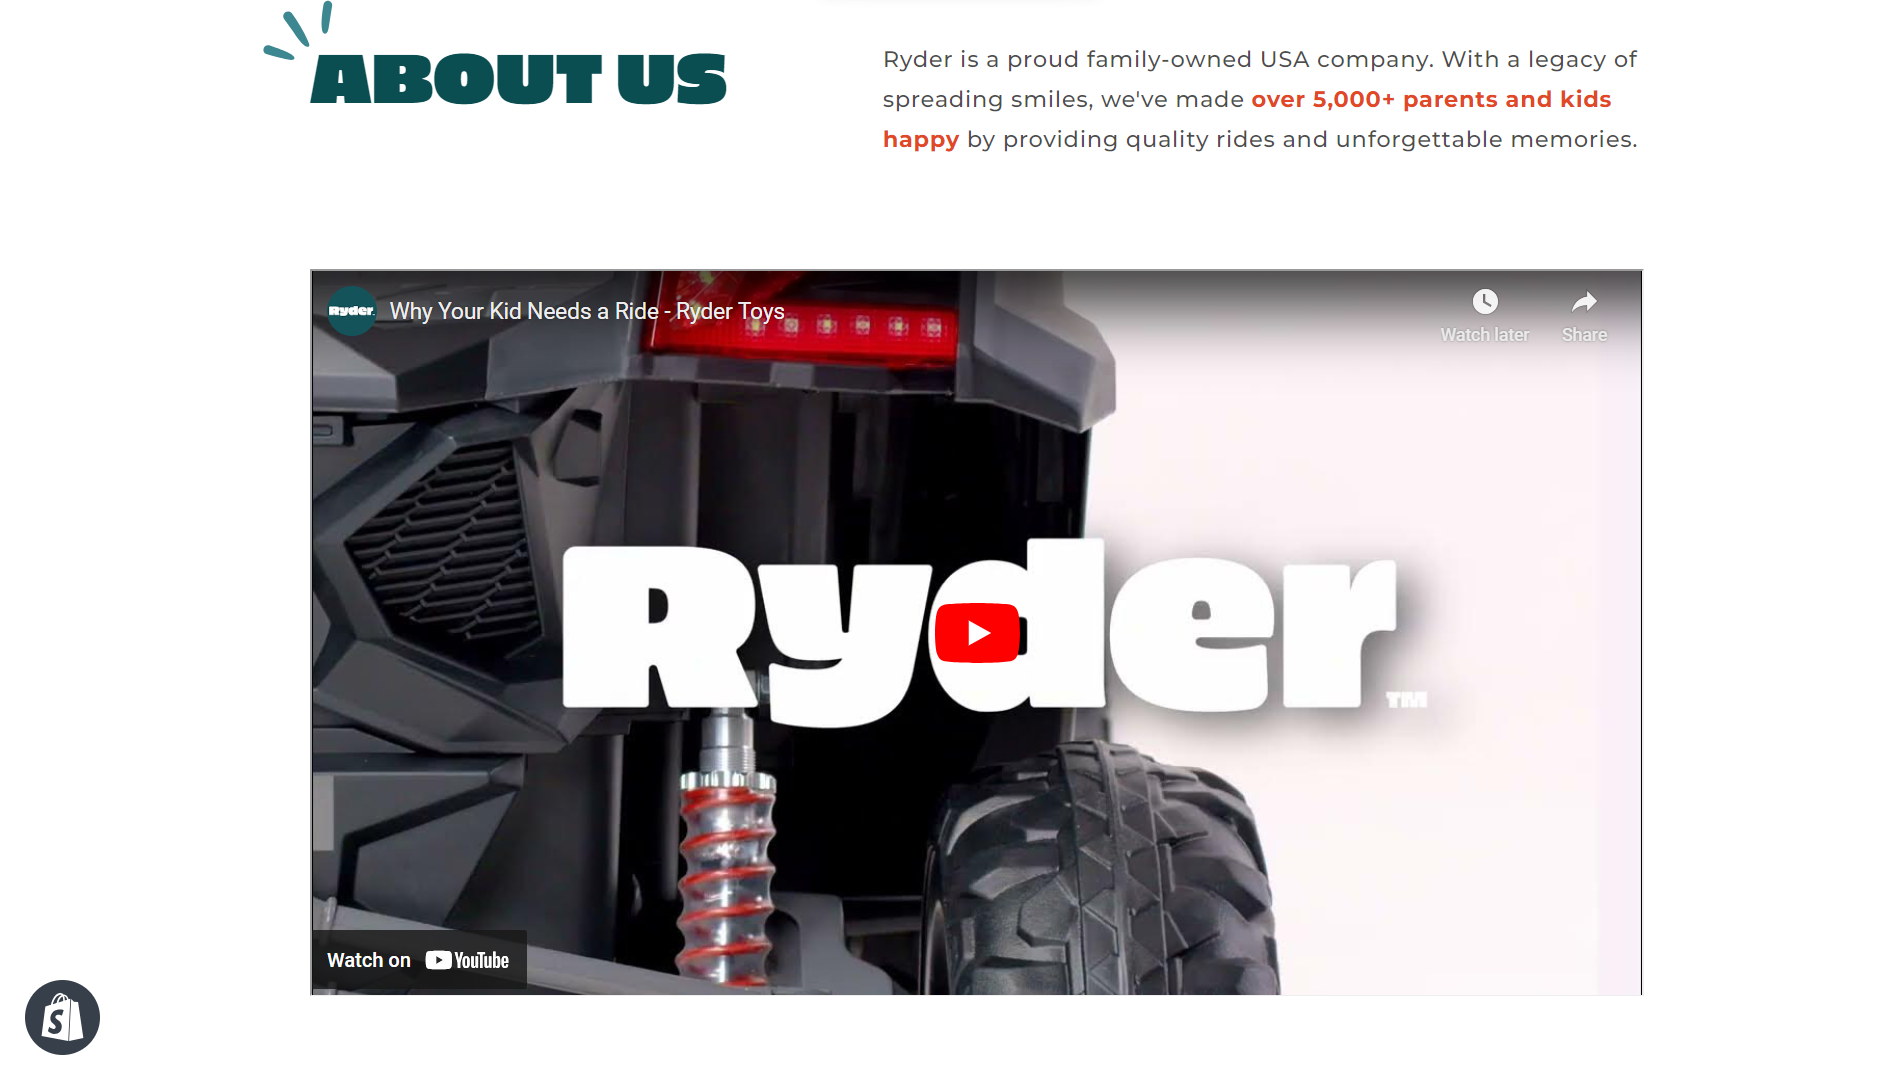 ABOUT US
Ryder is a proud family-owned USA company. With a legacy of
spreading smiles, we've made over 5,000+ parents and kids
happy by providing quality rides and unforgettable memories.
Ryder
Why Your Kid Needs a Ride - Ryder Toys
Watch later
Share
Ryder™
Watch on YouTube
S